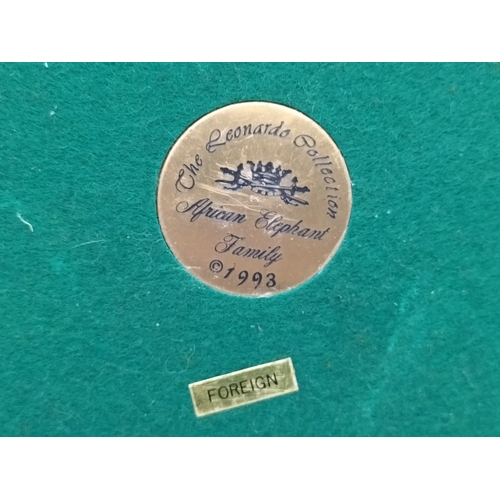 The Leonardo Collection
African Elephant
Family
©1993
FOREIGN